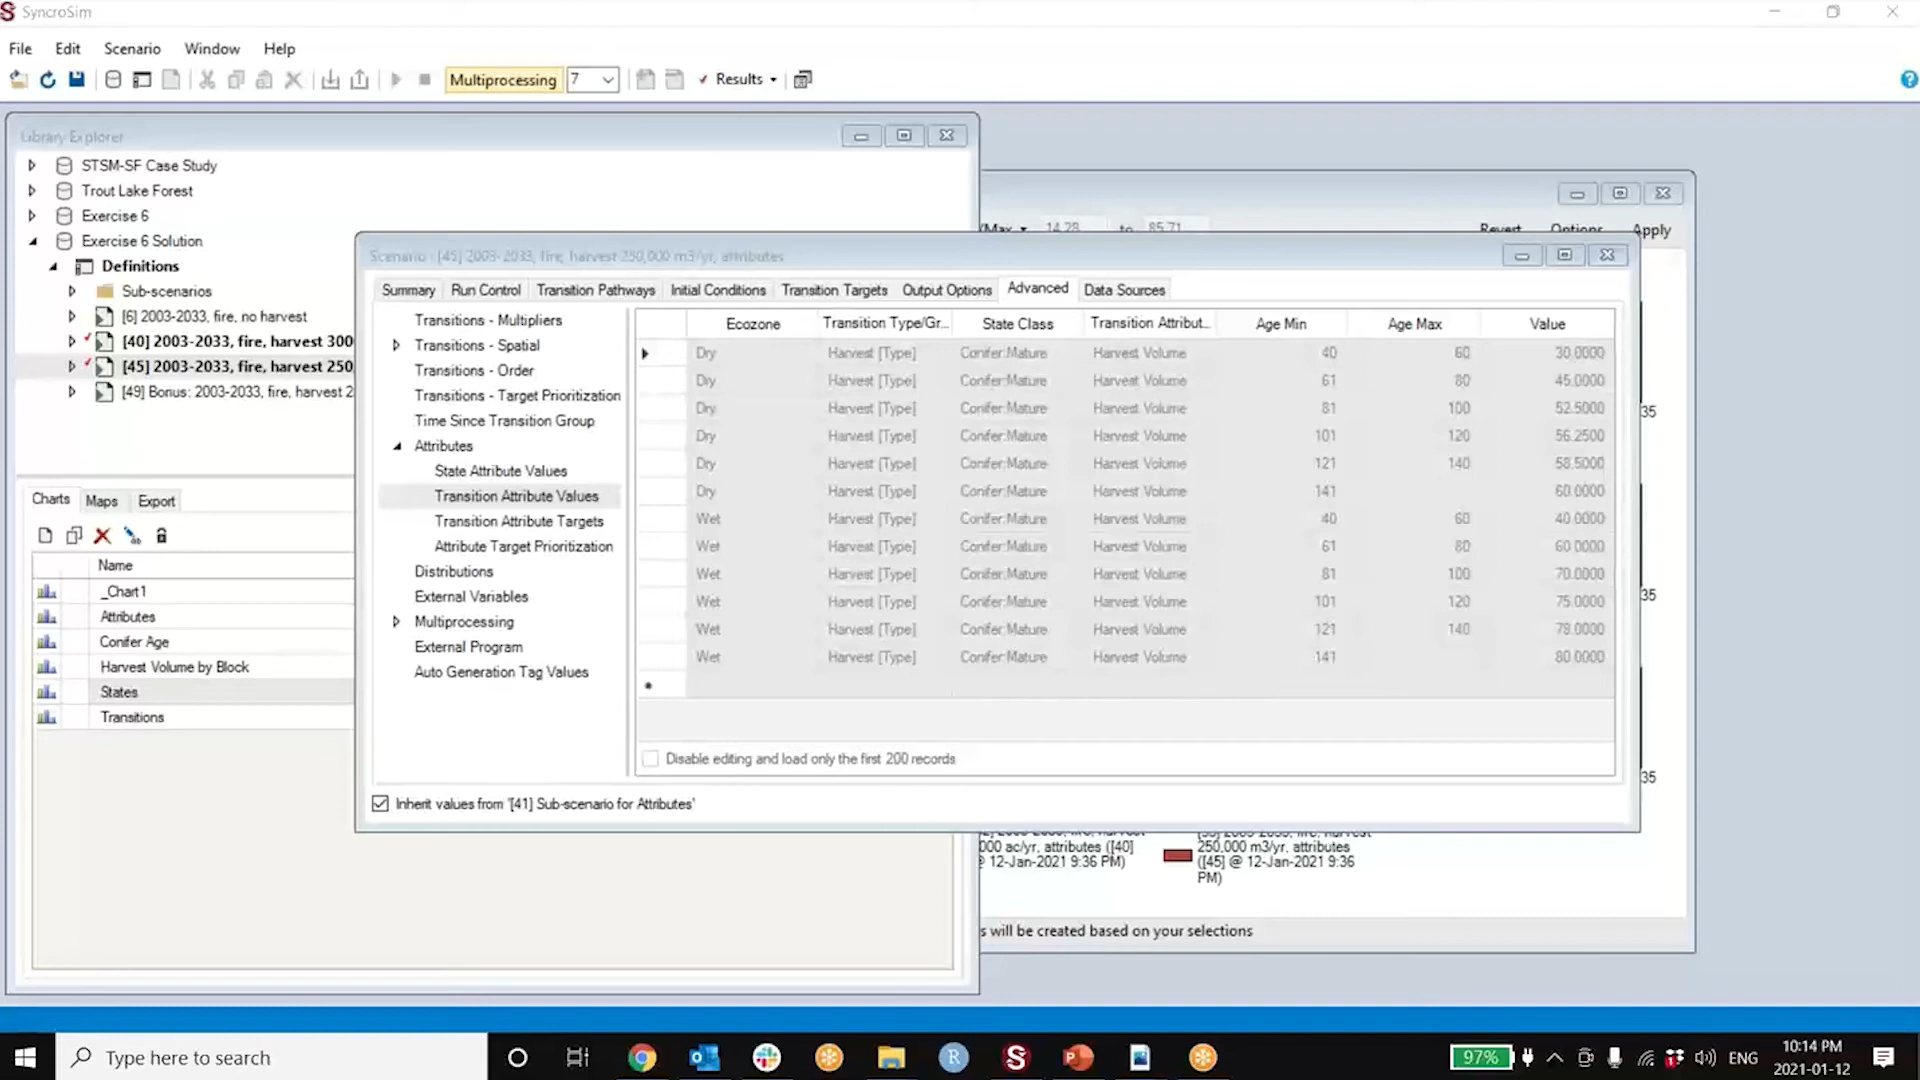 SyncroSim
File Edit Scenario Window Help
Multiprocessing 7 Results
Library Explorer
STSM-SF Case Study
Trout Lake Forest
Exercise 6
Exercise 6 Solution
Definitions
Sub-scenarios
[6] 2003-2033, fire, no harvest
[40] 2003-2033, fire, harvest 300
[45] 2003-2033, fire, harvest 250,
[49] Bonus: 2003-2033, fire, harvest 2
Charts Maps Export
Name
_Chart1
Attributes
Conifer Age
Harvest Volume by Block
States
Transitions
14.28 to 85.71 Revert Options Apply
Scenario : [45] 2003-2033, fire, harvest 250,000 m3/yr, attributes
Summary Run Control Transition Pathways Initial Conditions Transition Targets Output Options Advanced Data Sources
Transitions - Multipliers
Transitions - Spatial
Transitions - Order
Transitions - Target Prioritization
Time Since Transition Group
Attributes
State Attribute Values
Transition Attribute Values
Transition Attribute Targets
Attribute Target Prioritization
Distributions
External Variables
Multiprocessing
External Program
Auto Generation Tag Values
Ecozone Transition Type/Gr... State Class Transition Attribut... Age Min Age Max Value
Dry Harvest [Type] Conifer:Mature Harvest Volume 40 60 30.0000
Dry Harvest [Type] Conifer:Mature Harvest Volume 61 80 45.0000
Dry Harvest [Type] Conifer:Mature Harvest Volume 81 100 52.5000
Dry Harvest [Type] Conifer:Mature Harvest Volume 101 120 56.2500
Dry Harvest [Type] Conifer:Mature Harvest Volume 121 140 58.5000
Dry Harvest [Type] Conifer:Mature Harvest Volume 141 60.0000
Wet Harvest [Type] Conifer:Mature Harvest Volume 40 60 40.0000
Wet Harvest [Type] Conifer:Mature Harvest Volume 61 80 60.0000
Wet Harvest [Type] Conifer:Mature Harvest Volume 81 100 70.0000
Wet Harvest [Type] Conifer:Mature Harvest Volume 101 120 75.0000
Wet Harvest [Type] Conifer:Mature Harvest Volume 121 140 78.0000
Wet Harvest [Type] Conifer:Mature Harvest Volume 141 80.0000
Disable editing and load only the first 200 records
Inherit values from '[41] Sub-scenario for Attributes'
35
35
35
000 ac/yr, attributes ([40]
@ 12-Jan-2021 9:36 PM)
250,000 m3/yr, attributes
([45] @ 12-Jan-2021 9:36
PM)
s will be created based on your selections
Type here to search
97% ENG
10:14 PM
2021-01-12